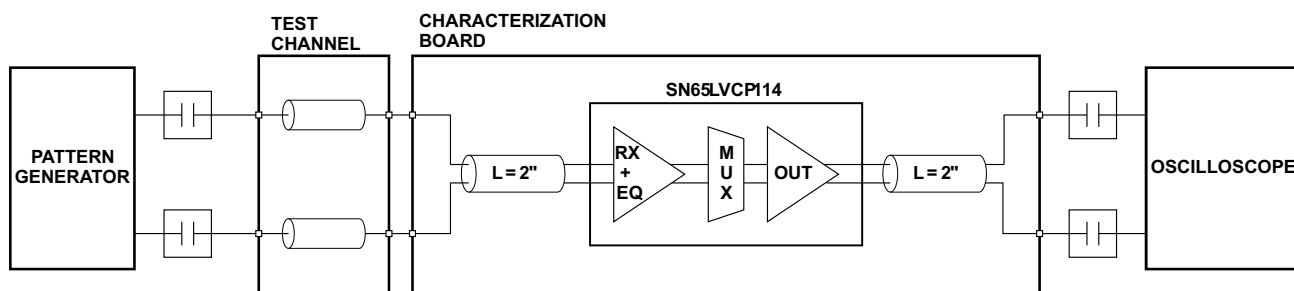 TEST
CHANNEL
CHARACTERIZATION
BOARD
SN65LVCP114
PATTERN
GENERATOR
L = 2"
RX
+
EQ
M
U
X
OUT
L = 2"
OSCILLOSCOPE